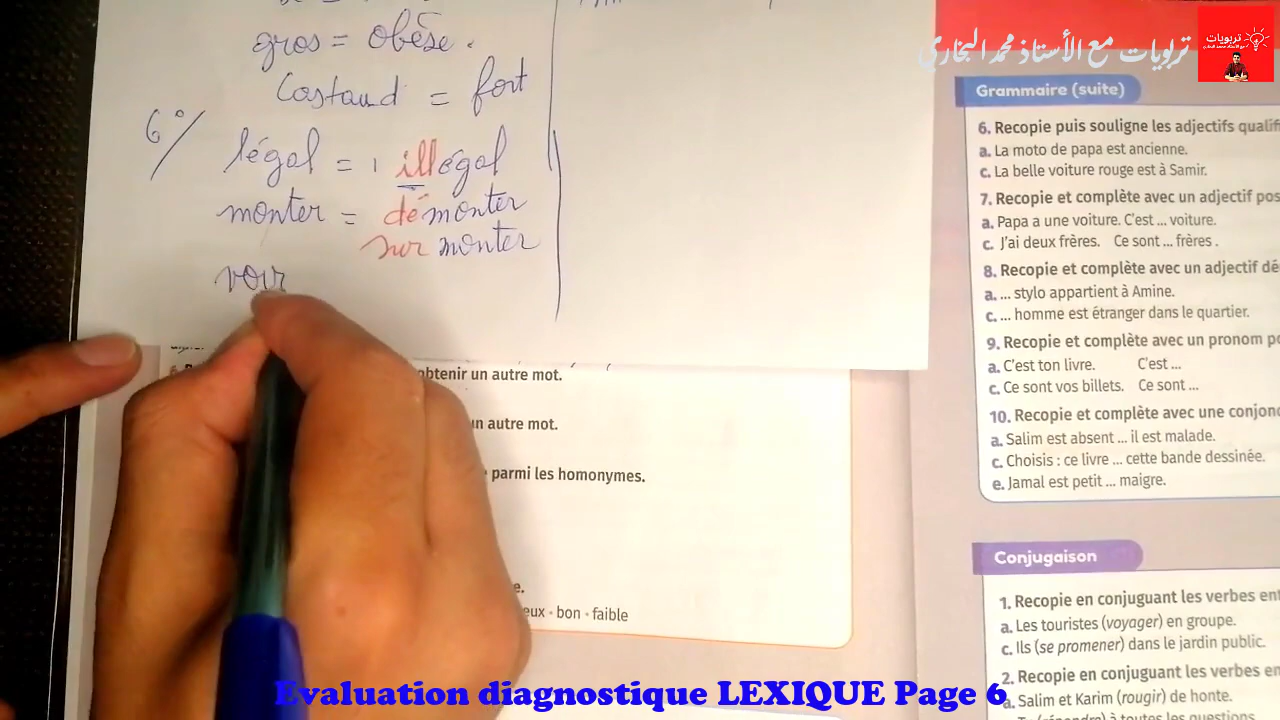 gros = obèse.
Costaud = fort
6°/
légal = illégal
monter = démonter
surmonter
voir
obtenir un autre mot.
un autre mot.
parmi les homonymes.
e.
eux • bon • faible
تربويات مع الأستاذ محمد البخاري
تربويات
Grammaire (suite)
6. Recopie puis souligne les adjectifs qualif
a. La moto de papa est ancienne.
c. La belle voiture rouge est à Samir.
7. Recopie et complète avec un adjectif pos
a. Papa a une voiture. C'est ... voiture.
c. J'ai deux frères. Ce sont ... frères .
8. Recopie et complète avec un adjectif dé
a. ... stylo appartient à Amine.
c. ... homme est étranger dans le quartier.
9. Recopie et complète avec un pronom po
a. C'est ton livre. C'est ...
c. Ce sont vos billets. Ce sont ...
10. Recopie et complète avec une conjonc
a. Salim est absent ... il est malade.
c. Choisis : ce livre ... cette bande dessinée.
e. Jamal est petit ... maigre.
Conjugaison
1. Recopie en conjuguant les verbes ent
a. Les touristes (voyager) en groupe.
c. Ils (se promener) dans le jardin public.
2. Recopie en conjuguant les verbes en
a. Salim et Karim (rougir) de honte.
Evaluation diagnostique LEXIQUE Page 6